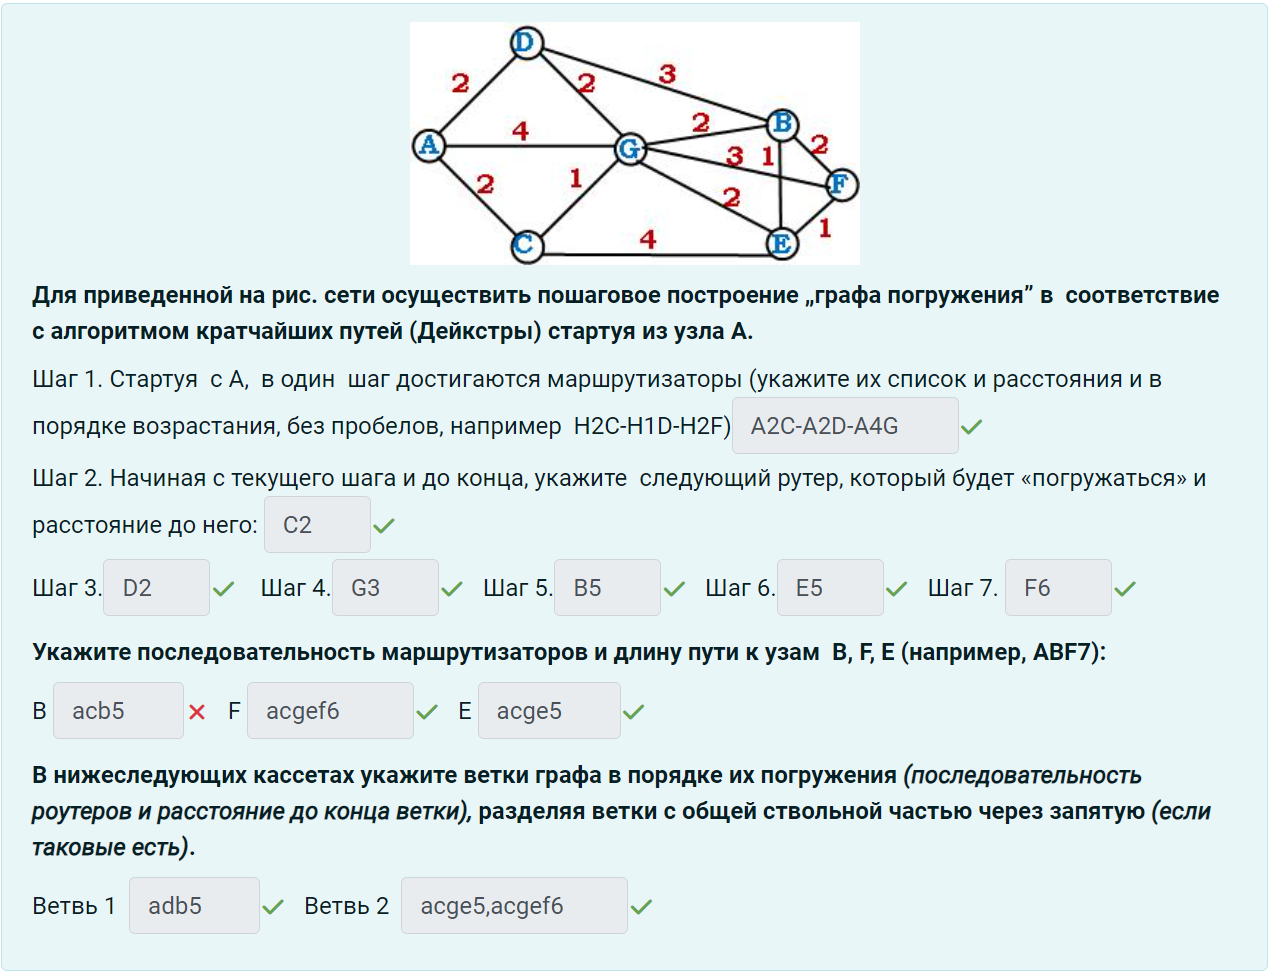 D
2
2
3
B
2
4
2
A
G
3
1
F
2
1
2
1
C
4
E
Для приведенной на рис. сети осуществить пошаговое построение „графа погружения” в соответствие
с алгоритмом кратчайших путей (Дейкстры) стартуя из узла А.
Шаг 1. Стартуя с А, в один шаг достигаются маршрутизаторы (укажите их список и расстояния и в
порядке возрастания, без пробелов, например H2C-H1D-H2F) A2C-A2D-A4G
Шаг 2. Начиная с текущего шага и до конца, укажите следующий рутер, который будет «погружаться» и
расстояние до него: C2
Шаг 3. D2 Шаг 4. G3 Шаг 5. B5 Шаг 6. E5 Шаг 7. F6
Укажите последовательность маршрутизаторов и длину пути к узам B, F, E (например, ABF7):
B acb5 F acgef6 E acge5
В нижеследующих кассетах укажите ветки графа в порядке их погружения (последовательность
роутеров и расстояние до конца ветки), разделяя ветки с общей ствольной частью через запятую (если
таковые есть).
Ветвь 1 adb5 Ветвь 2 acge5,acgef6